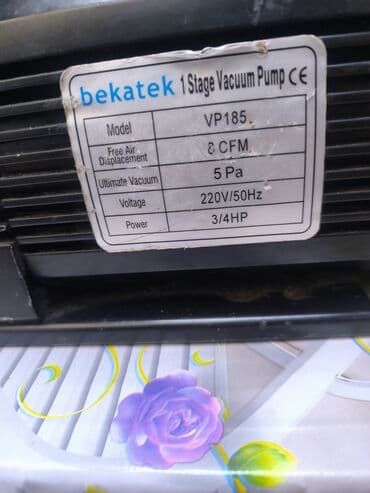 bekatek 1 Stage Vacuum Pump CE
Model VP185
Free Air Displacement 8 CFM
Ultimate Vacuum 5 Pa
Voltage 220V/50Hz
Power 3/4HP